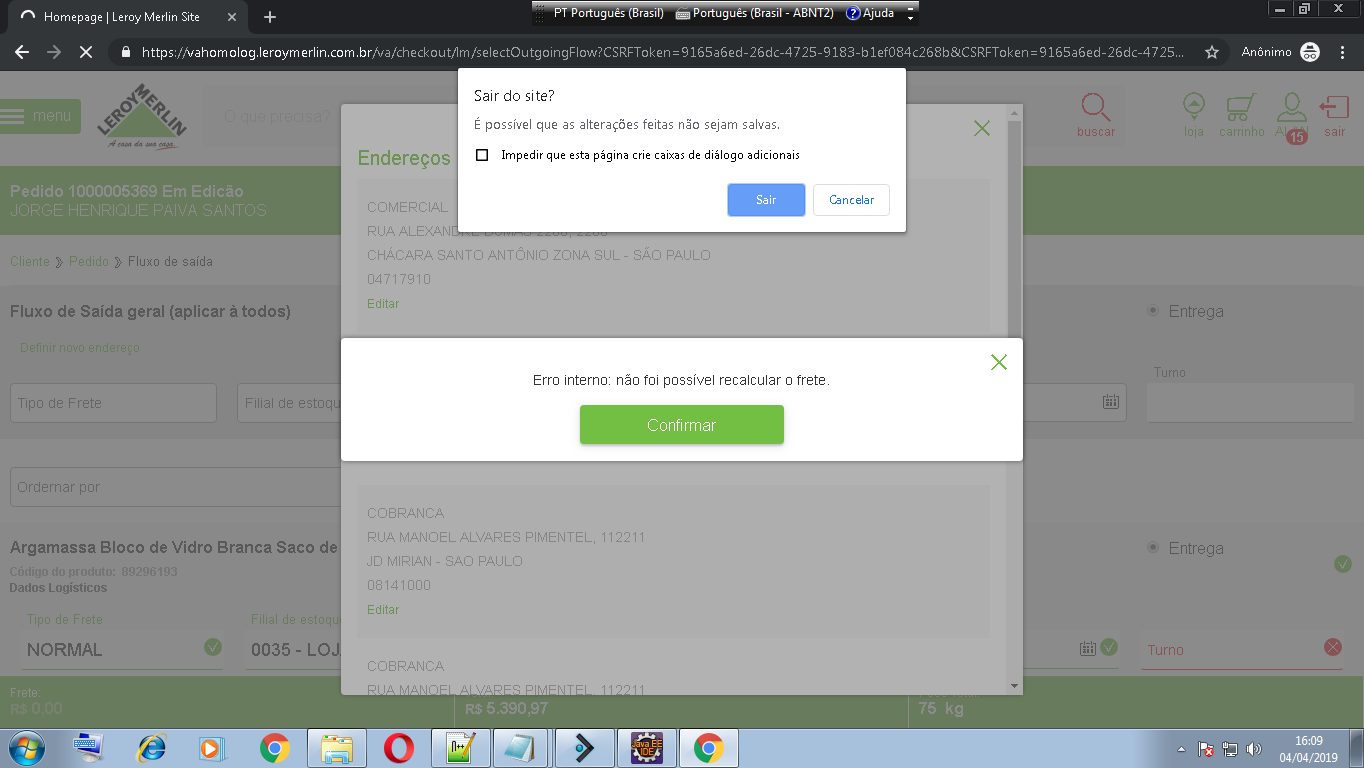 Homepage | Leroy Merlin Site
PT Português (Brasil)
Português (Brasil - ABNT2)
Ajuda
https://vahomolog.leroymerlin.com.br/va/checkout/lm/selectOutgoingFlow?CSRFToken=9165a6ed-26dc-4725-9183-b1ef084c268b&CSRFToken=9165a6ed-26dc-4725...
Anônimo
Sair do site?
É possível que as alterações feitas não sejam salvas.
Impedir que esta página crie caixas de diálogo adicionais
Sair
Cancelar
menu
LEROY MERLIN
A casa da sua casa
O que precisa?
buscar
loja
carrinho
15
sair
Pedido 1000005369 Em Edicão
JORGE HENRIQUE PAIVA SANTOS
Cliente
Pedido
Fluxo de saída
Fluxo de Saída geral (aplicar à todos)
Entrega
Definir novo endereço
Turno
Tipo de Frete
Filial de estoqu
Ordernar por
Endereços
COMERCIAL
RUA ALEXANDRE DUMAS 2200, 2200
CHÁCARA SANTO ANTÔNIO ZONA SUL - SÃO PAULO
04717910
Editar
Erro interno: não foi possível recalcular o frete.
Confirmar
COBRANCA
RUA MANOEL ALVARES PIMENTEL, 112211
JD MIRIAN - SAO PAULO
08141000
Editar
COBRANCA
RUA MANOEL ALVARES PIMENTEL, 112211
Argamassa Bloco de Vidro Branca Saco de
Entrega
Código do produto: 89296193
Dados Logísticos
Tipo de Frete
Filial de estoqu
NORMAL
0035 - LOJ
Turno
Frete:
R$ 0,00
R$ 5.390,97
75 kg
Java EE
IDE
16:09
04/04/2019